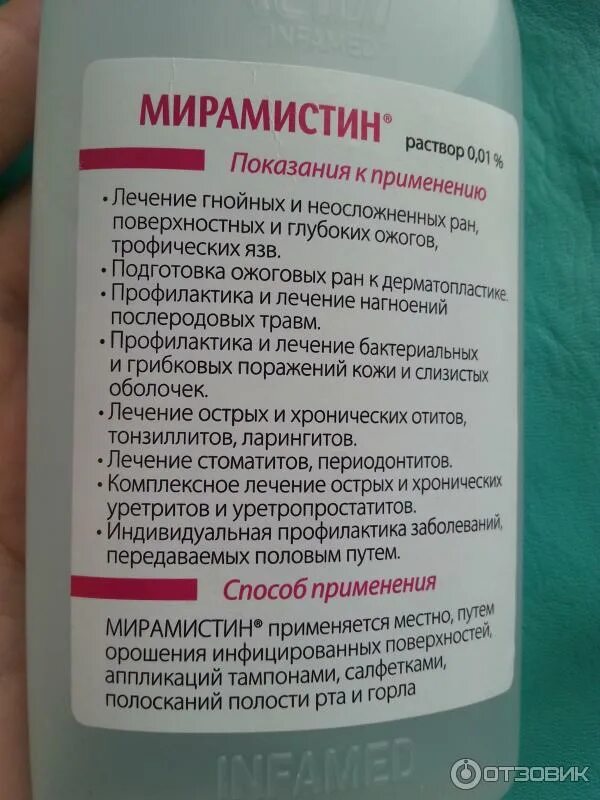 INFAMED
МИРАМИСТИН®
раствор 0,01 %
Показания к применению
• Лечение гнойных и неосложненных ран,
поверхностных и глубоких ожогов,
трофических язв.
• Подготовка ожоговых ран к дерматопластике.
• Профилактика и лечение нагноений
послеродовых травм.
• Профилактика и лечение бактериальных
и грибковых поражений кожи и слизистых
оболочек.
• Лечение острых и хронических отитов,
тонзиллитов, ларингитов.
• Лечение стоматитов, периодонтитов.
• Комплексное лечение острых и хронических
уретритов и уретропростатитов.
• Индивидуальная профилактика заболеваний,
передаваемых половым путем.
Способ применения
МИРАМИСТИН® применяется местно, путем
орошения инфицированных поверхностей,
аппликаций тампонами, салфетками,
полосканий полости рта и горла
INFAMED
ОТЗОВИК